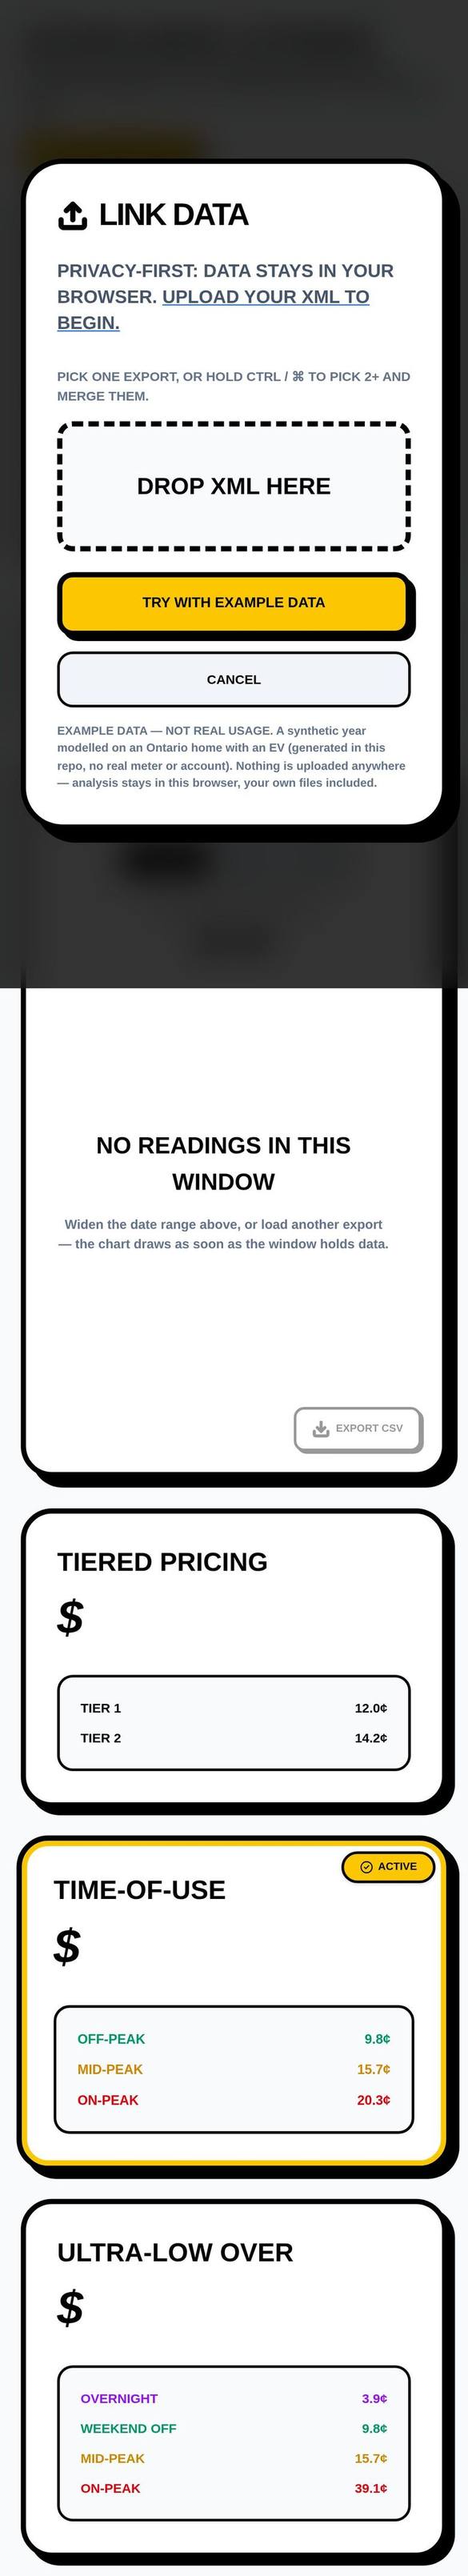 LINK DATA
PRIVACY-FIRST: DATA STAYS IN YOUR
BROWSER. UPLOAD YOUR XML TO
BEGIN.
PICK ONE EXPORT, OR HOLD CTRL / ⌘ TO PICK 2+ AND
MERGE THEM.
DROP XML HERE
TRY WITH EXAMPLE DATA
CANCEL
EXAMPLE DATA — NOT REAL USAGE. A synthetic year
modelled on an Ontario home with an EV (generated in this
repo, no real meter or account). Nothing is uploaded anywhere
— analysis stays in this browser, your own files included.
NO READINGS IN THIS
WINDOW
Widen the date range above, or load another export
— the chart draws as soon as the window holds data.
EXPORT CSV
TIERED PRICING
$
TIER 1 12.0¢
TIER 2 14.2¢
ACTIVE
TIME-OF-USE
$
OFF-PEAK 9.8¢
MID-PEAK 15.7¢
ON-PEAK 20.3¢
ULTRA-LOW OVER
$
OVERNIGHT 3.9¢
WEEKEND OFF 9.8¢
MID-PEAK 15.7¢
ON-PEAK 39.1¢